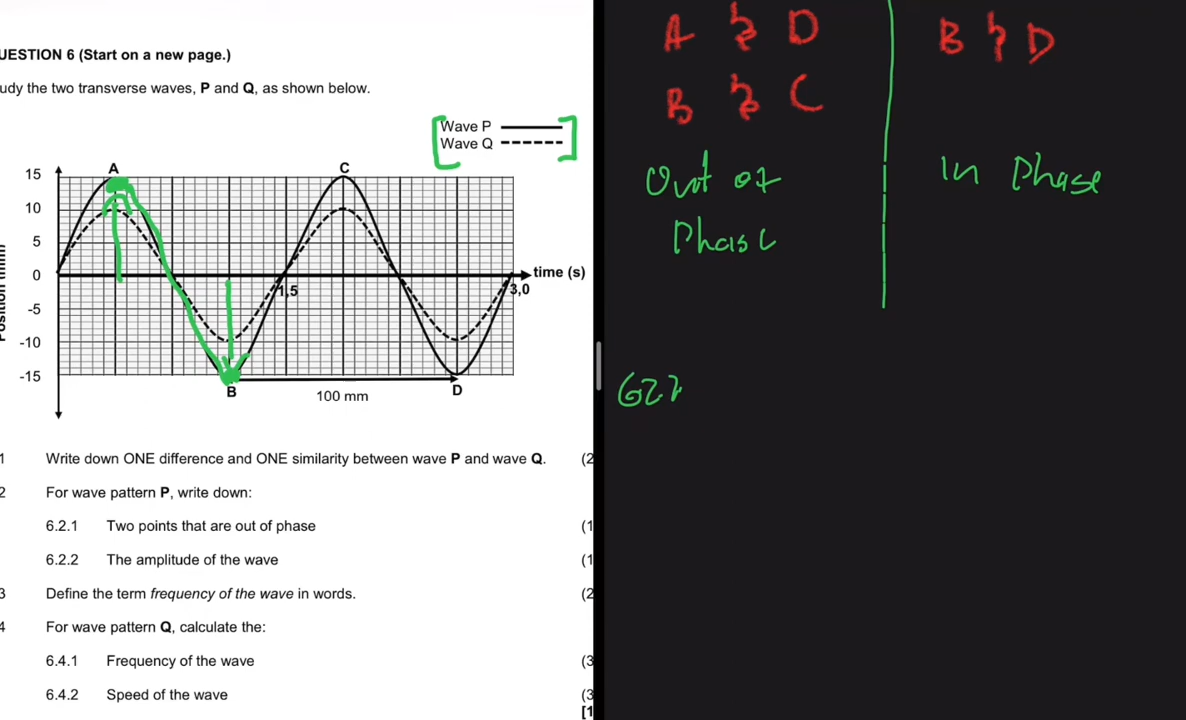 UESTION 6 (Start on a new page.)
udy the two transverse waves, P and Q, as shown below.
Wave P
Wave Q
A
C
15
10
5
0
-5
-10
-15
Position (mm)
time (s)
1,5
3,0
B
D
100 mm
1 Write down ONE difference and ONE similarity between wave P and wave Q. (2
2 For wave pattern P, write down:
6.2.1 Two points that are out of phase (1
6.2.2 The amplitude of the wave (1
3 Define the term frequency of the wave in words. (2
4 For wave pattern Q, calculate the:
6.4.1 Frequency of the wave (3
6.4.2 Speed of the wave (3
[1
A & D
B & C
Out of
Phase
B & D
In Phase
622